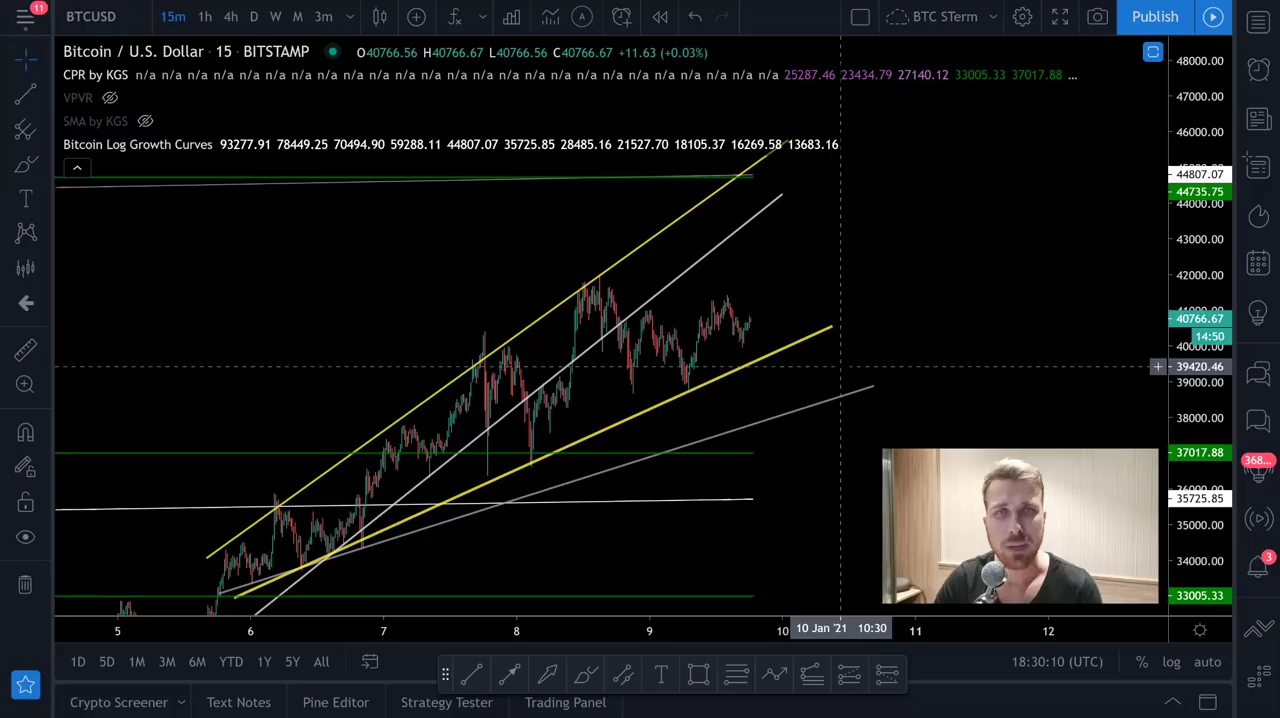 11
BTCUSD 15m 1h 4h D W M 3m BTC STerm Publish
Bitcoin / U.S. Dollar · 15 · BITSTAMP O40766.56 H40766.67 L40766.56 C40766.67 +11.63 (+0.03%)
CPR by KGS n/a n/a n/a n/a n/a n/a n/a n/a n/a n/a n/a n/a n/a n/a n/a n/a n/a n/a n/a n/a n/a n/a n/a n/a n/a 25287.46 23434.79 27140.12 33005.33 37017.88 ...
VPVR
SMA by KGS
Bitcoin Log Growth Curves 93277.91 78449.25 70494.90 59288.11 44807.07 35725.85 28485.16 21527.70 18105.37 16269.58 13683.16
48000.00
47000.00
46000.00
44807.07
44735.75
44000.00
43000.00
42000.00
40766.67
14:50
40000.00
39420.46
39000.00
38000.00
37017.88
368...
35725.85
35000.00
34000.00
3
33005.33
5 6 7 8 9 10 10 Jan '21 10:30 11 12
1D 5D 1M 3M 6M YTD 1Y 5Y All 18:30:10 (UTC) % log auto
Crypto Screener Text Notes Pine Editor Strategy Tester Trading Panel